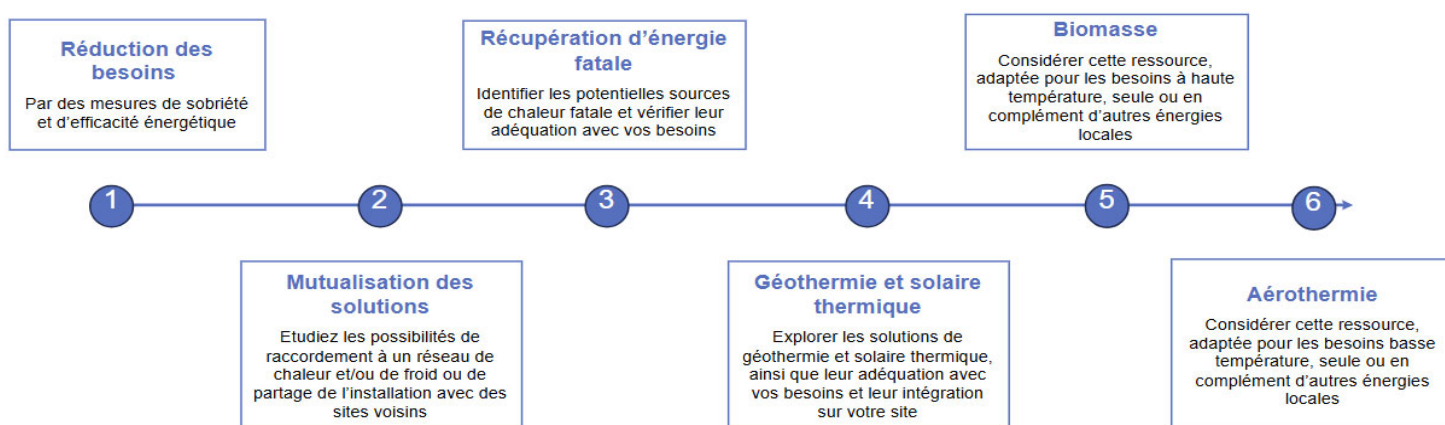 Réduction des
besoins
Par des mesures de sobriété
et d'efficacité énergétique
1
Mutualisation des
solutions
Etudiez les possibilités de
raccordement à un réseau de
chaleur et/ou de froid ou de
partage de l'installation avec des
sites voisins
2
Récupération d'énergie
fatale
Identifier les potentielles sources
de chaleur fatale et vérifier leur
adéquation avec vos besoins
3
Géothermie et solaire
thermique
Explorer les solutions de
géothermie et solaire thermique,
ainsi que leur adéquation avec
vos besoins et leur intégration
sur votre site
4
Biomasse
Considérer cette ressource,
adaptée pour les besoins à haute
température, seule ou en
complément d'autres énergies
locales
5
Aérothermie
Considérer cette ressource,
adaptée pour les besoins basse
température, seule ou en
complément d'autres énergies
locales
6